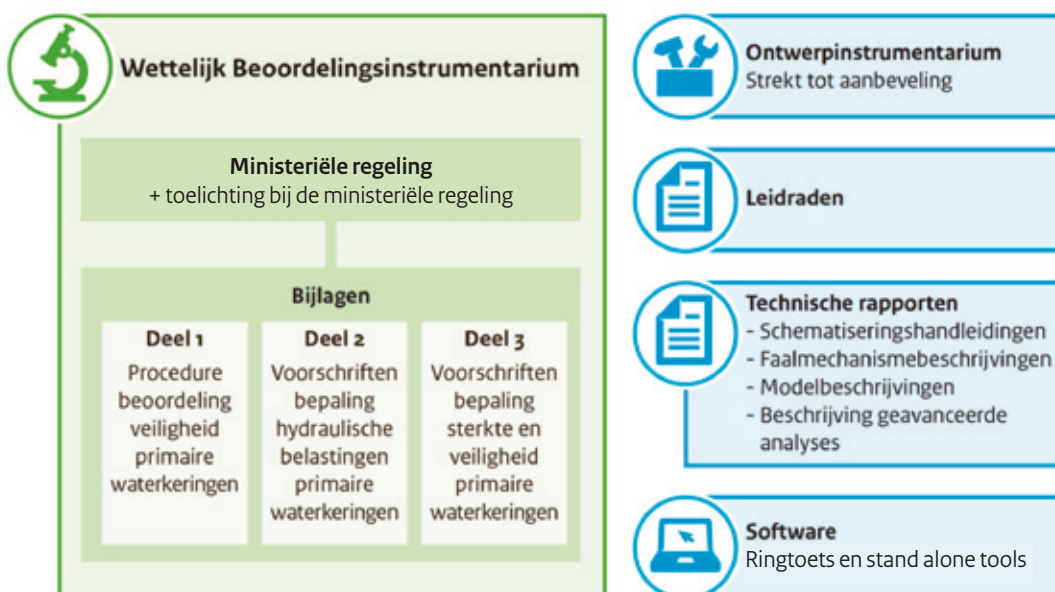 Wettelijk Beoordelingsinstrumentarium
Ministeriële regeling
+ toelichting bij de ministeriële regeling
Bijlagen
Deel 1
Procedure
beoordeling
veiligheid
primaire
waterkeringen
Deel 2
Voorschriften
bepaling
hydraulische
belastingen
primaire
waterkeringen
Deel 3
Voorschriften
bepaling
sterkte en
veiligheid
primaire
waterkeringen
Ontwerpinstrumentarium
Strekt tot aanbeveling
Leidraden
Technische rapporten
- Schematiseringshandleidingen
- Faalmechanismebeschrijvingen
- Modelbeschrijvingen
- Beschrijving geavanceerde
analyses
Software
Ringtoets en stand alone tools